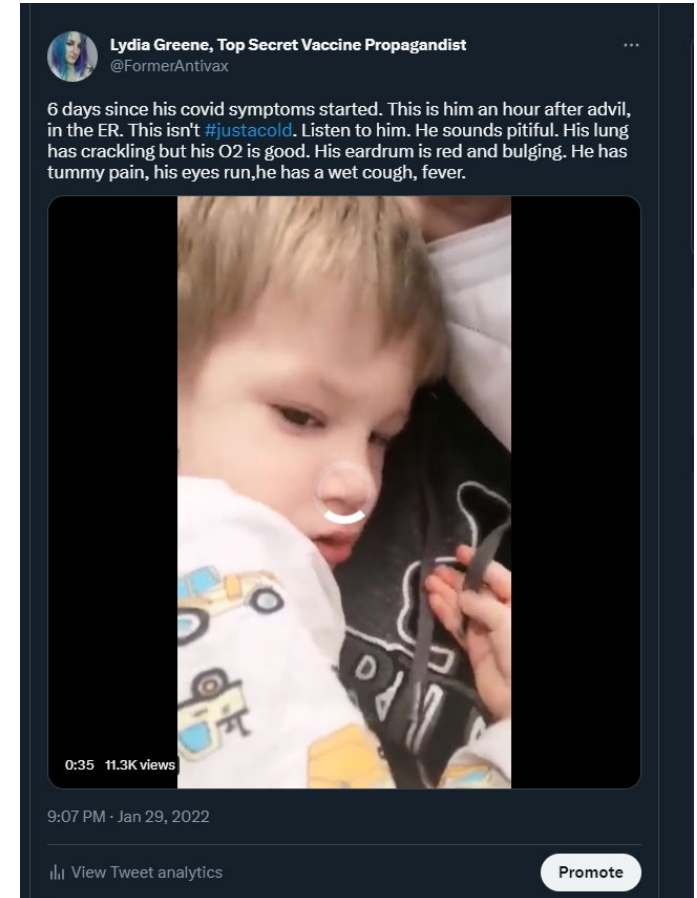 Lydia Greene, Top Secret Vaccine Propagandist
@FormerAntivax
6 days since his covid symptoms started. This is him an hour after advil,
in the ER. This isn't #justacold. Listen to him. He sounds pitiful. His lung
has crackling but his O2 is good. His eardrum is red and bulging. He has
tummy pain, his eyes run,he has a wet cough, fever.
0:35 11.3K views
9:07 PM · Jan 29, 2022
View Tweet analytics
Promote